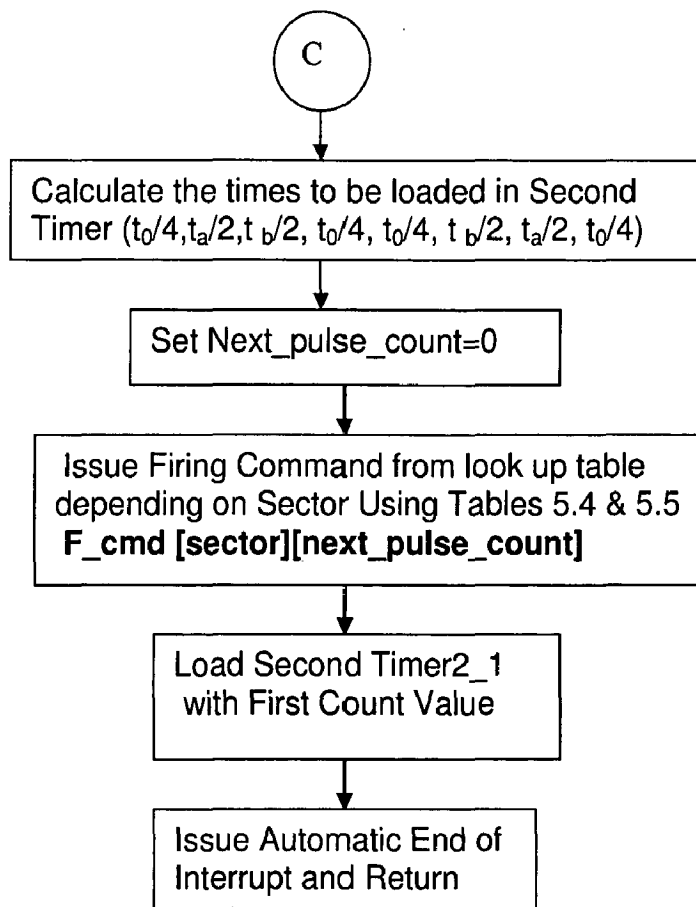 C
Calculate the times to be loaded in Second
Timer (t₀/4,tₐ/2,t b/2, t₀/4, t₀/4, t b/2, tₐ/2, t₀/4)
Set Next_pulse_count=0
Issue Firing Command from look up table
depending on Sector Using Tables 5.4 & 5.5
F_cmd [sector][next_pulse_count]
Load Second Timer2_1
with First Count Value
Issue Automatic End of
Interrupt and Return